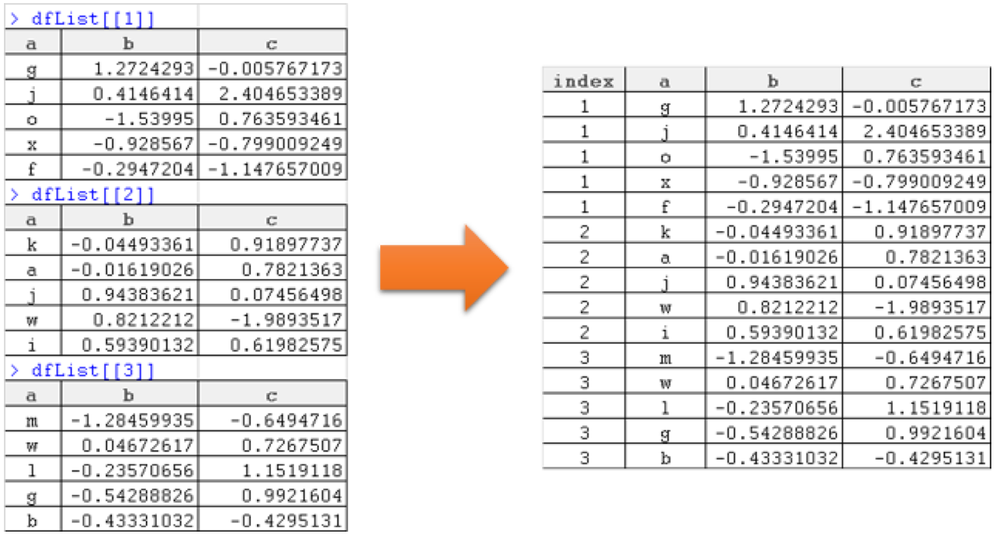 > dfList[[1]]
a b c
g 1.2724293 -0.005767173
j 0.4146414 2.404653389
o -1.53995 0.763593461
x -0.928567 -0.799009249
f -0.2947204 -1.147657009
> dfList[[2]]
a b c
k -0.04493361 0.91897737
a -0.01619026 0.7821363
j 0.94383621 0.07456498
w 0.8212212 -1.9893517
i 0.59390132 0.61982575
> dfList[[3]]
a b c
m -1.28459935 -0.6494716
w 0.04672617 0.7267507
l -0.23570656 1.1519118
g -0.54288826 0.9921604
b -0.43331032 -0.4295131
index a b c
1 g 1.2724293 -0.005767173
1 j 0.4146414 2.404653389
1 o -1.53995 0.763593461
1 x -0.928567 -0.799009249
1 f -0.2947204 -1.147657009
2 k -0.04493361 0.91897737
2 a -0.01619026 0.7821363
2 j 0.94383621 0.07456498
2 w 0.8212212 -1.9893517
2 i 0.59390132 0.61982575
3 m -1.28459935 -0.6494716
3 w 0.04672617 0.7267507
3 l -0.23570656 1.1519118
3 g -0.54288826 0.9921604
3 b -0.43331032 -0.4295131